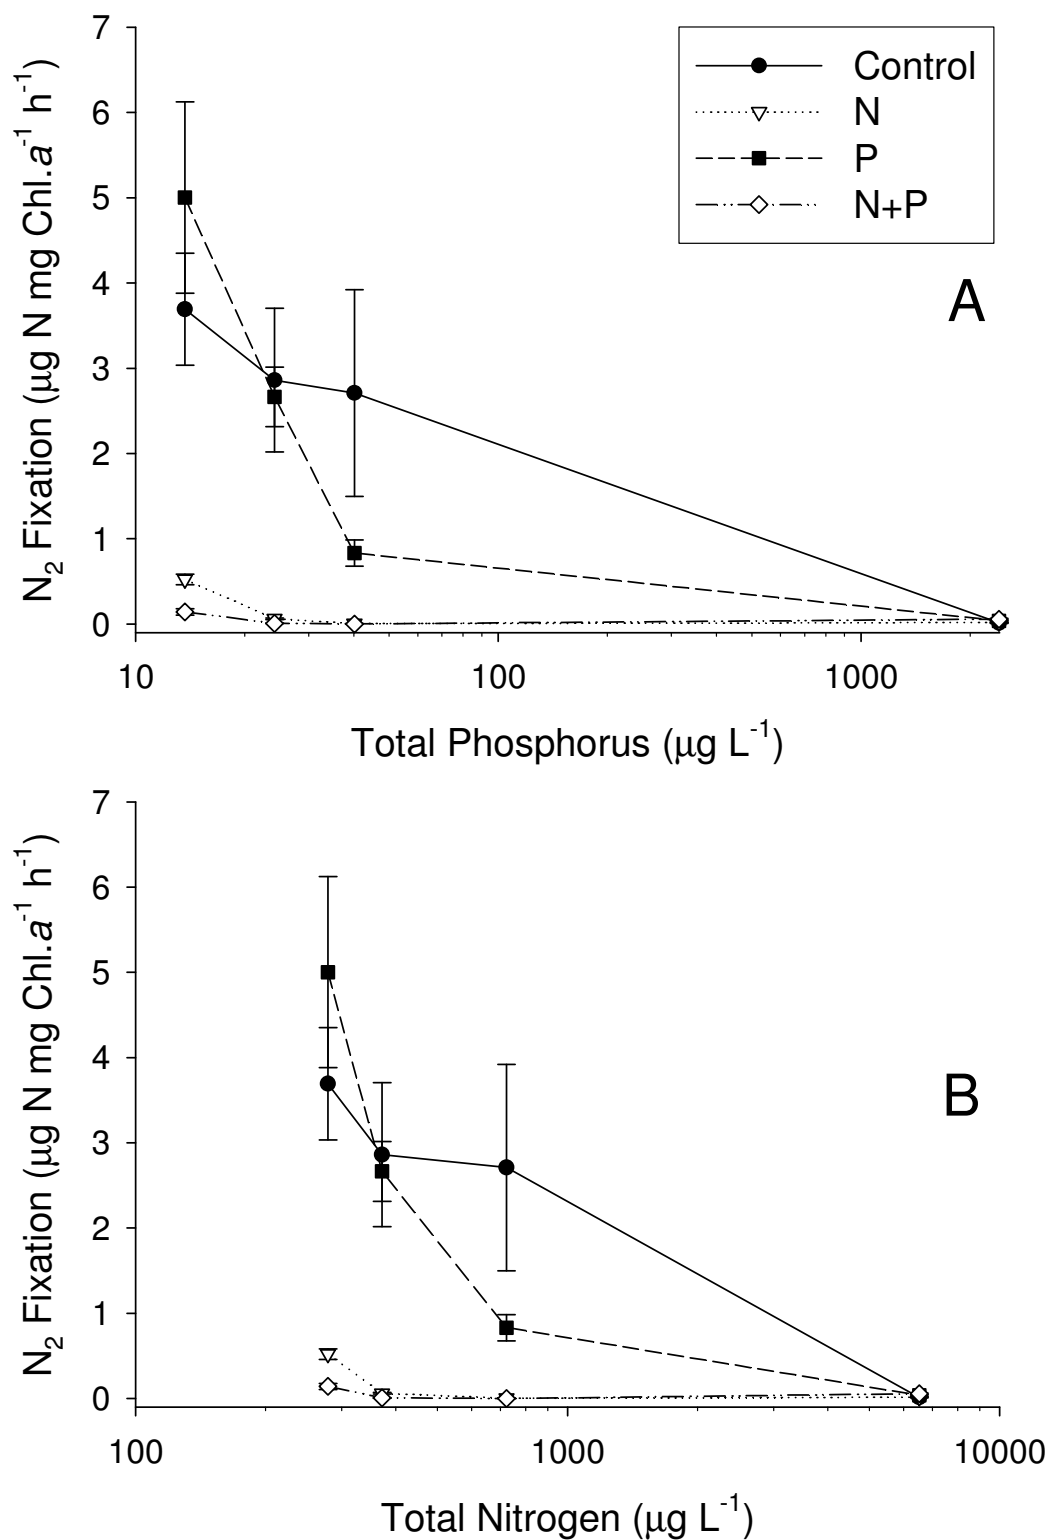 7
6
5
4
3
2
1
0
N₂ Fixation (μg N mg Chl.a⁻¹ h⁻¹)
Control
N
P
N+P
A
10 100 1000
Total Phosphorus (μg L⁻¹)
7
6
5
4
3
2
1
0
N₂ Fixation (μg N mg Chl.a⁻¹ h⁻¹)
B
100 1000 10000
Total Nitrogen (μg L⁻¹)